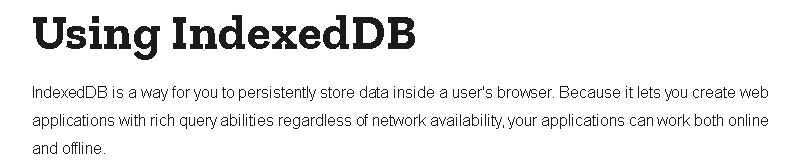 Using IndexedDB
IndexedDB is a way for you to persistently store data inside a user's browser. Because it lets you create web
applications with rich query abilities regardless of network availability, your applications can work both online
and offline.